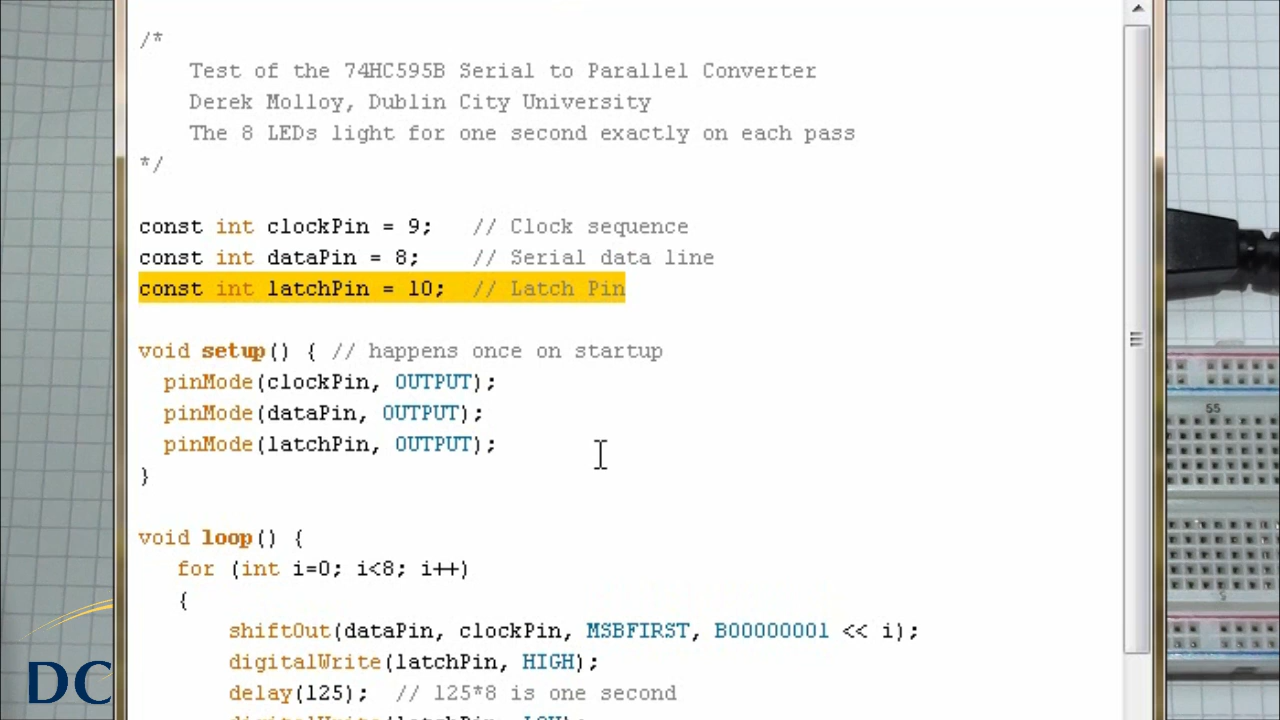 /*
Test of the 74HC595B Serial to Parallel Converter
Derek Molloy, Dublin City University
The 8 LEDs light for one second exactly on each pass
*/
const int clockPin = 9; // Clock sequence
const int dataPin = 8; // Serial data line
const int latchPin = 10; // Latch Pin
void setup() { // happens once on startup
pinMode(clockPin, OUTPUT);
pinMode(dataPin, OUTPUT);
pinMode(latchPin, OUTPUT);
}
void loop() {
for (int i=0; i<8; i++)
{
shiftOut(dataPin, clockPin, MSBFIRST, B00000001 << i);
digitalWrite(latchPin, HIGH);
delay(125); // 125*8 is one second
digitalWrite(latchPin, LOW);
55
5
DC